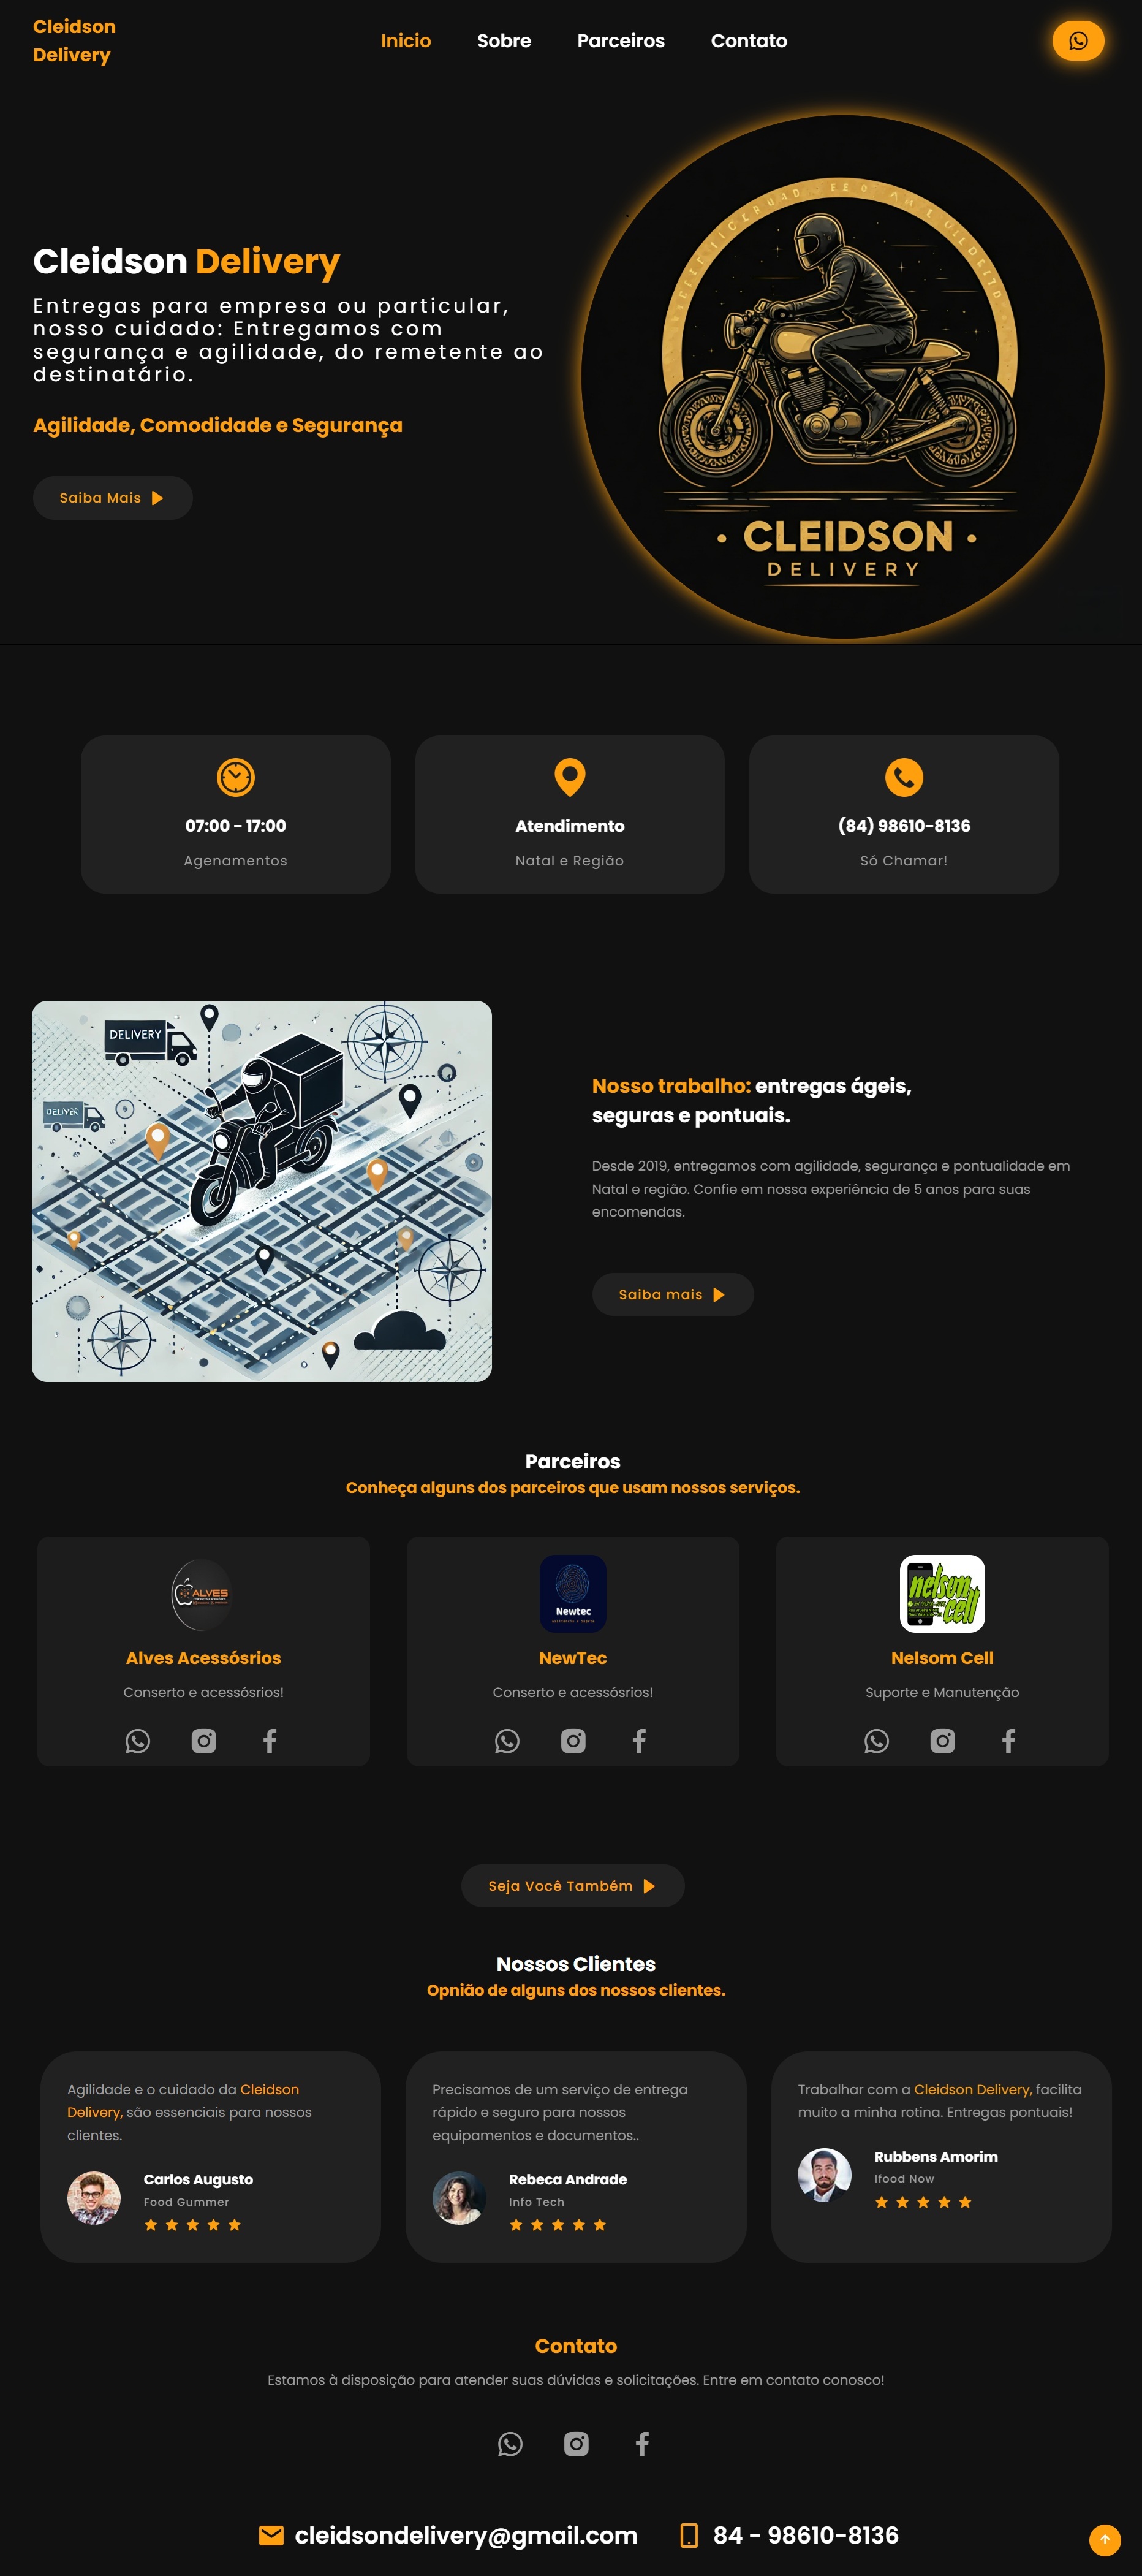 Cleidson
Delivery
Inicio Sobre Parceiros Contato
Cleidson Delivery
Entregas para empresa ou particular,
nosso cuidado: Entregamos com
segurança e agilidade, do remetente ao
destinatário.
Agilidade, Comodidade e Segurança
Saiba Mais
• CLEIDSON •
DELIVERY
07:00 - 17:00
Agenamentos
Atendimento
Natal e Região
(84) 98610-8136
Só Chamar!
DELIVERY
DELIVER
Nosso trabalho: entregas ágeis,
seguras e pontuais.
Desde 2019, entregamos com agilidade, segurança e pontualidade em
Natal e região. Confie em nossa experiência de 5 anos para suas
encomendas.
Saiba mais
Parceiros
Conheça alguns dos parceiros que usam nossos serviços.
ALVES
Alves Acessósrios
Conserto e acessósrios!
Newtec
NewTec
Conserto e acessósrios!
nelson
cell
Nelsom Cell
Suporte e Manutenção
Seja Você Também
Nossos Clientes
Opnião de alguns dos nossos clientes.
Agilidade e o cuidado da Cleidson
Delivery, são essenciais para nossos
clientes.
Carlos Augusto
Food Gummer
Precisamos de um serviço de entrega
rápido e seguro para nossos
equipamentos e documentos..
Rebeca Andrade
Info Tech
Trabalhar com a Cleidson Delivery, facilita
muito a minha rotina. Entregas pontuais!
Rubbens Amorim
Ifood Now
Contato
Estamos à disposição para atender suas dúvidas e solicitações. Entre em contato conosco!
cleidsondelivery@gmail.com
84 - 98610-8136